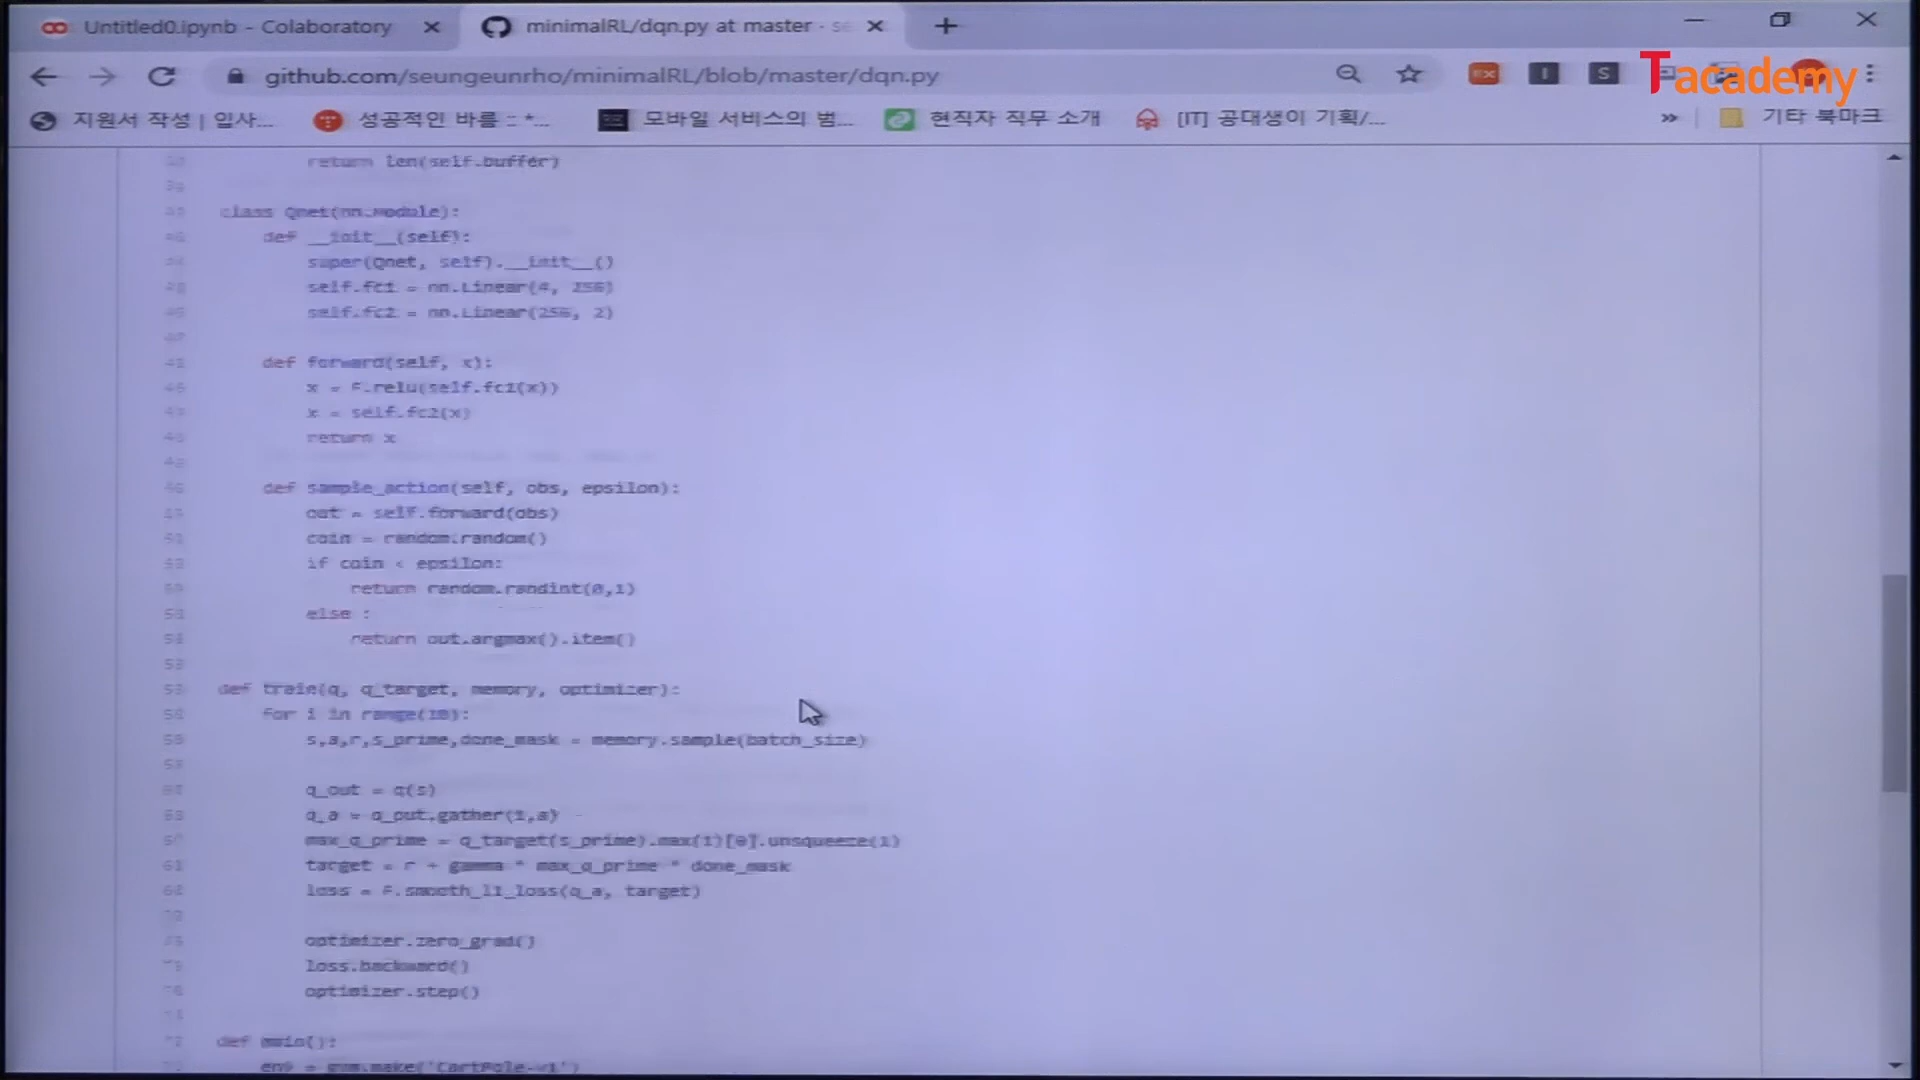 Untitled0.ipynb - Colaboratory
minimalRL/dqn.py at master · se
github.com/seungeunrho/minimalRL/blob/master/dqn.py
Tacademy
지원서 작성 | 입사...
성공적인 바름 :: *...
모바일 서비스의 범...
현직자 직무 소개
[IT] 공대생이 기획/...
»
기타 북마크
return len(self.buffer)
class Qnet(nn.Module):
def __init__(self):
super(Qnet, self).__init__()
self.fc1 = nn.Linear(4, 256)
self.fc2 = nn.Linear(256, 2)
def forward(self, x):
x = F.relu(self.fc1(x))
x = self.fc2(x)
return x
def sample_action(self, obs, epsilon):
out = self.forward(obs)
coin = random.random()
if coin < epsilon:
return random.randint(0,1)
else :
return out.argmax().item()
def train(q, q_target, memory, optimizer):
for i in range(10):
s,a,r,s_prime,done_mask = memory.sample(batch_size)
q_out = q(s)
q_a = q_out.gather(1,a)
max_q_prime = q_target(s_prime).max(1)[0].unsqueeze(1)
target = r + gamma * max_q_prime * done_mask
loss = F.smooth_l1_loss(q_a, target)
optimizer.zero_grad()
loss.backward()
optimizer.step()
def main():
env = gym.make('CartPole-v1')